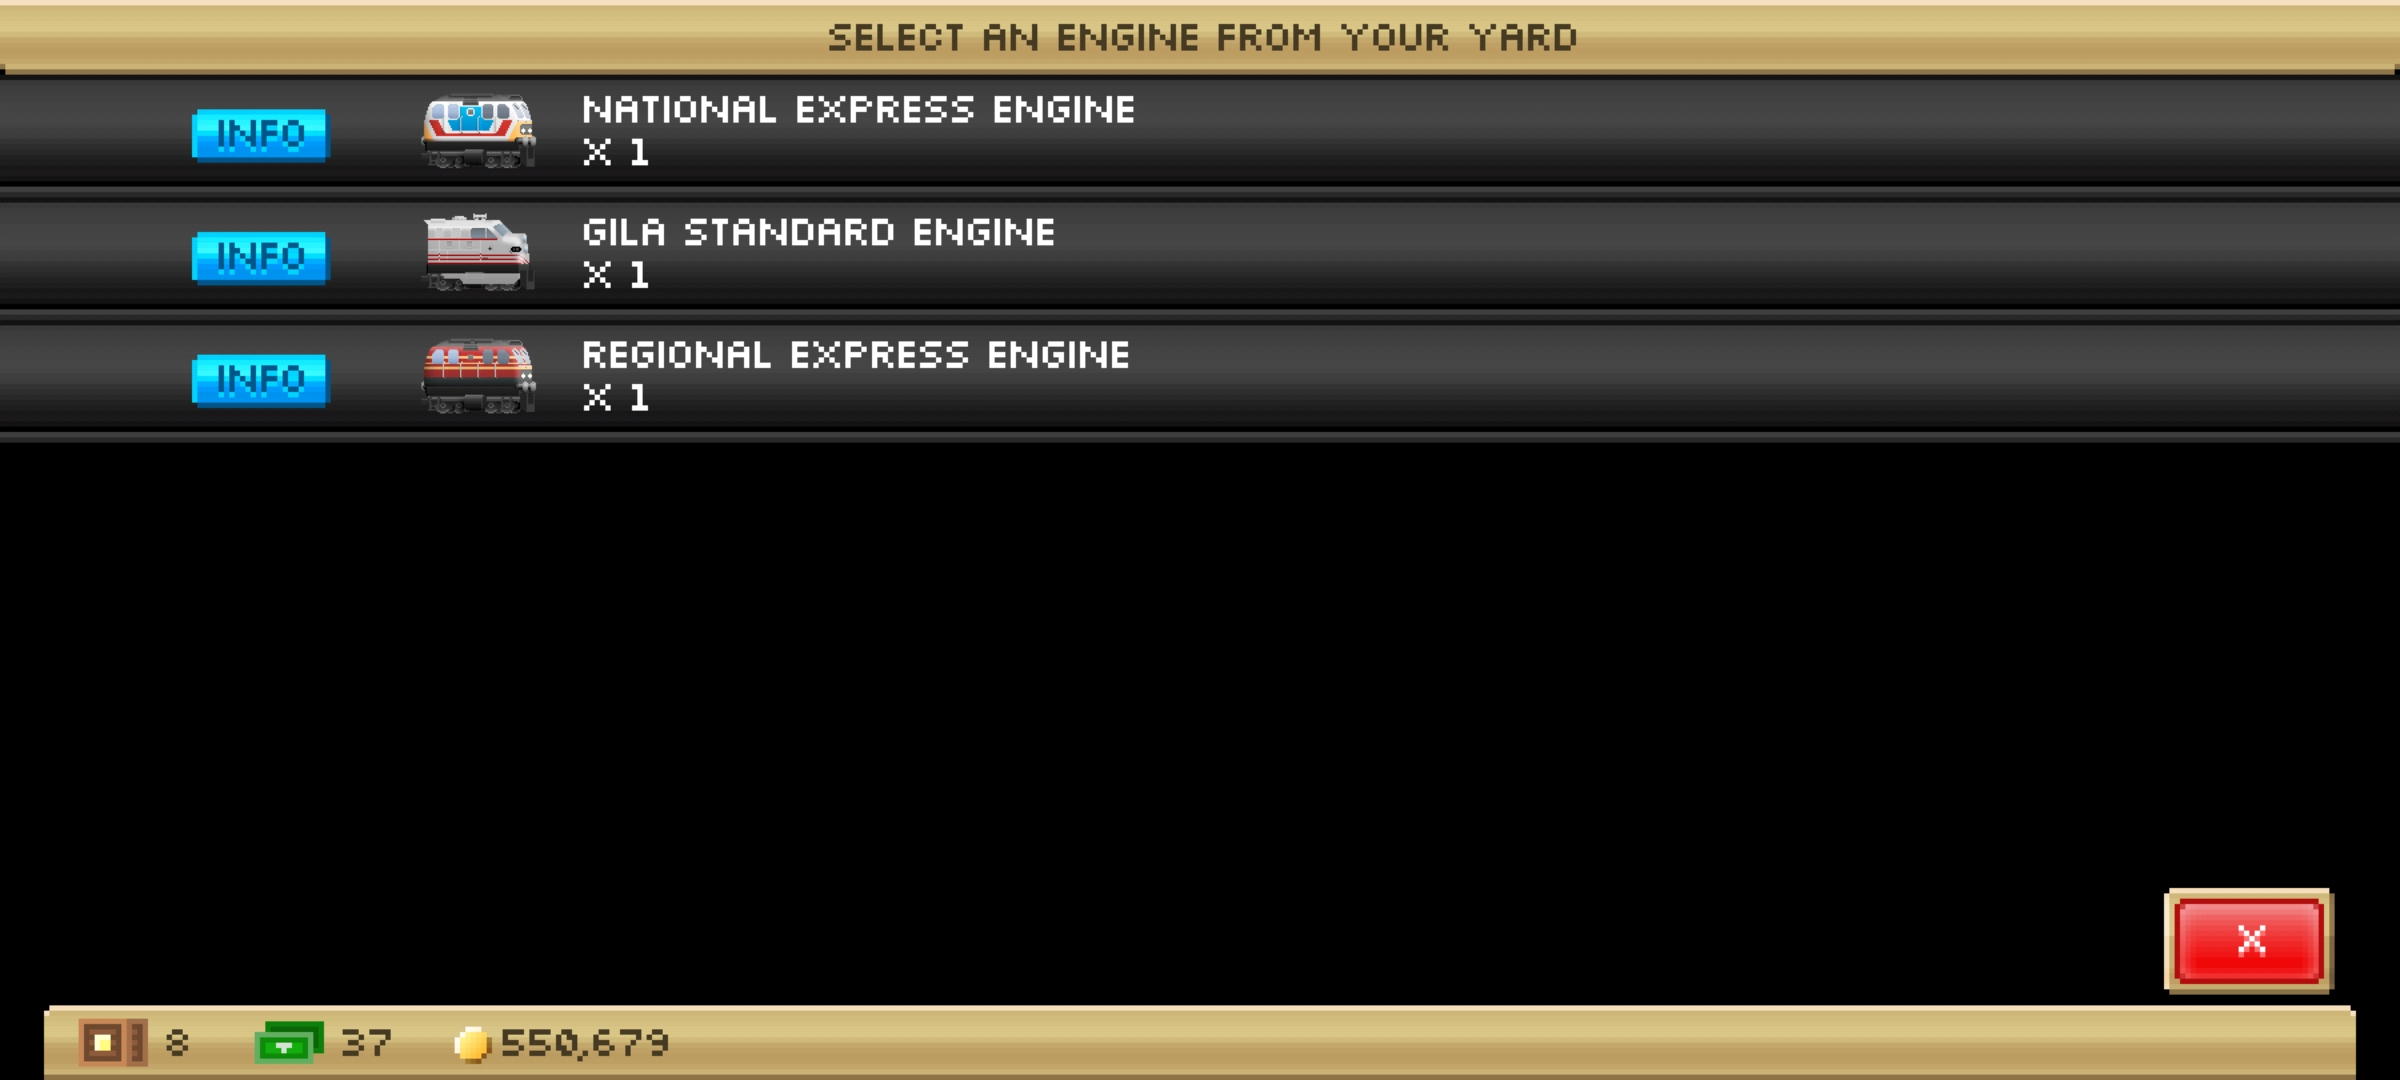 SELECT AN ENGINE FROM YOUR YARD
INFO
NATIONAL EXPRESS ENGINE
X 1
INFO
GILA STANDARD ENGINE
X 1
INFO
REGIONAL EXPRESS ENGINE
X 1
X
8 37 550,679